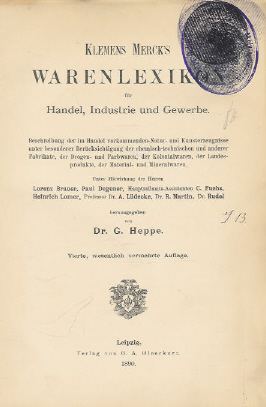 KLEMENS MERCK'S
WARENLEXIKON
für
Handel, Industrie und Gewerbe.
Beschreibung der im Handel vorkommenden Natur- und Kunsterzeugnisse
unter besonderer Berücksichtigung der chemisch-technischen und anderer
Fabrikate, der Drogen- und Farbwaren, der Kolonialwaren, der Landes-
produkte, der Material- und Mineralwaren.
Unter Mitwirkung der Herren
Lorenz Brauer, Paul Degener, C. Fuchs,
Heinrich Lomer, Professor Dr. A. Lüdecke, Dr. R. Martin, Dr. Rudel
herausgegeben
von
Dr. G. Heppe.
Vierte, wesentlich vermehrte Auflage.
Leipzig,
Verlag von G. A. Gloeckner.
1890.